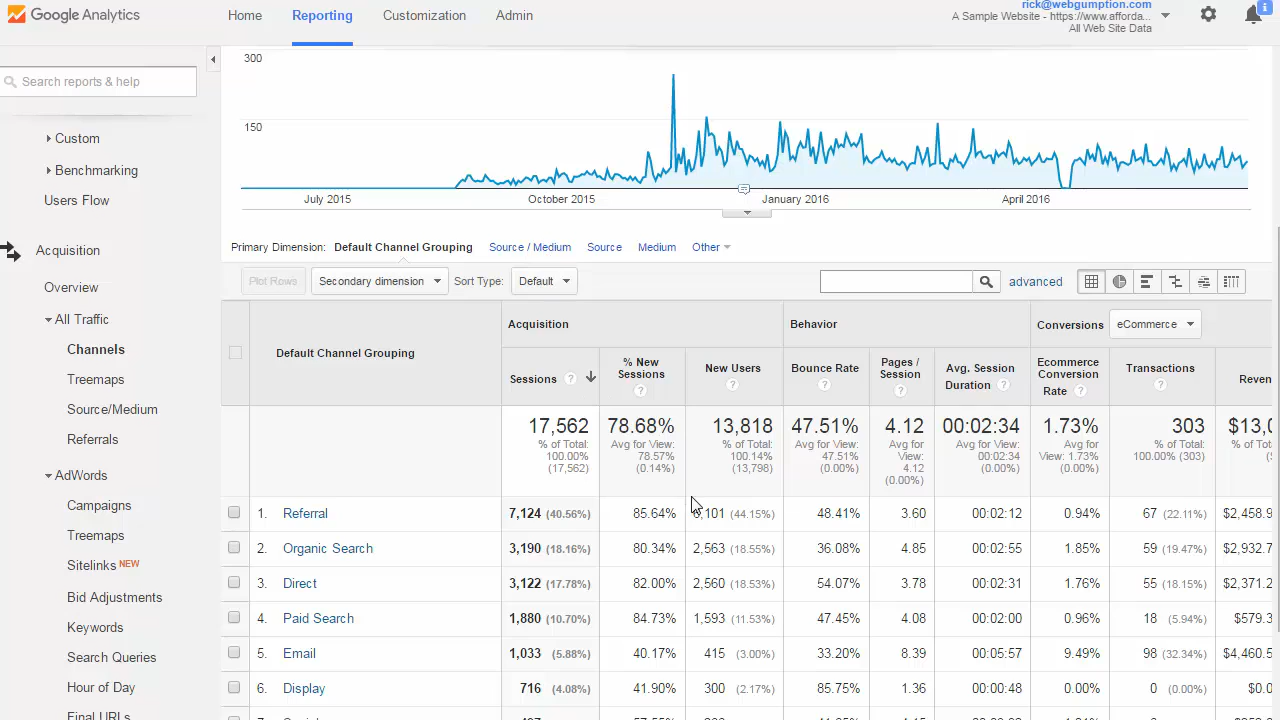 Google Analytics
Home
Reporting
Customization
Admin
rick@webgumption.com
A Sample Website - https://www.afforda...
All Web Site Data
Search reports & help
Custom
Benchmarking
Users Flow
Acquisition
Overview
All Traffic
Channels
Treemaps
Source/Medium
Referrals
AdWords
Campaigns
Treemaps
Sitelinks NEW
Bid Adjustments
Keywords
Search Queries
Hour of Day
Final URLs
300
150
July 2015
October 2015
January 2016
April 2016
Primary Dimension: Default Channel Grouping Source / Medium Source Medium Other
Plot Rows Secondary dimension Sort Type: Default advanced
Default Channel Grouping
Acquisition
Behavior
Conversions eCommerce
Sessions ?
% New
Sessions
?
New Users
?
Bounce Rate
?
Pages /
Session
?
Avg. Session
Duration ?
Ecommerce
Conversion
Rate ?
Transactions
?
Reven
17,562
% of Total:
100.00%
(17,562)
78.68%
Avg for View:
78.57%
(0.14%)
13,818
% of Total:
100.14%
(13,798)
47.51%
Avg for View:
47.51%
(0.00%)
4.12
Avg for
View:
4.12
(0.00%)
00:02:34
Avg for View:
00:02:34
(0.00%)
1.73%
Avg for
View: 1.73%
(0.00%)
303
% of Total:
100.00% (303)
$13,0
% of To
1. Referral 7,124 (40.56%) 85.64% 101 (44.15%) 48.41% 3.60 00:02:12 0.94% 67 (22.11%) $2,458.9
2. Organic Search 3,190 (18.16%) 80.34% 2,563 (18.55%) 36.08% 4.85 00:02:55 1.85% 59 (19.47%) $2,932.7
3. Direct 3,122 (17.78%) 82.00% 2,560 (18.53%) 54.07% 3.78 00:02:31 1.76% 55 (18.15%) $2,371.2
4. Paid Search 1,880 (10.70%) 84.73% 1,593 (11.53%) 47.45% 4.08 00:02:00 0.96% 18 (5.94%) $579.3
5. Email 1,033 (5.88%) 40.17% 415 (3.00%) 33.20% 8.39 00:05:57 9.49% 98 (32.34%) $4,460.5
6. Display 716 (4.08%) 41.90% 300 (2.17%) 85.75% 1.36 00:00:48 0.00% 0 (0.00%) $0.0